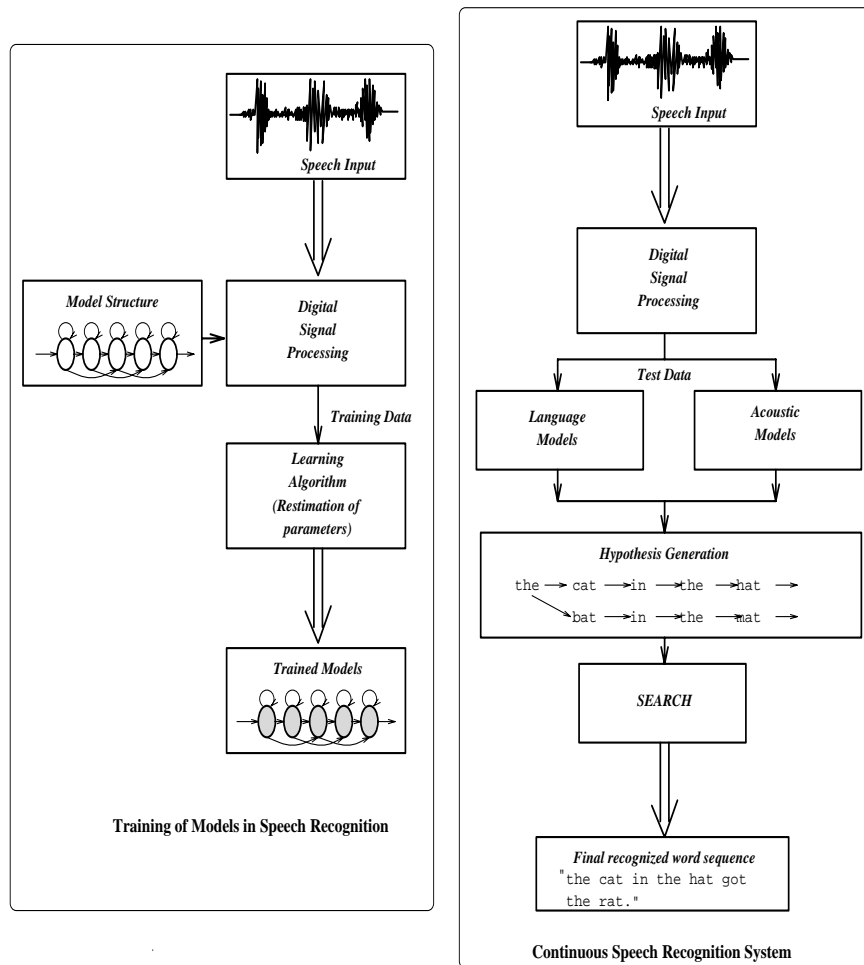 Speech Input
Model Structure
Digital
Signal
Processing
Training Data
Learning
Algorithm
(Restimation of
parameters)
Trained Models
Training of Models in Speech Recognition
Speech Input
Digital
Signal
Processing
Test Data
Language
Models
Acoustic
Models
Hypothesis Generation
the cat in the hat
bat in the mat
SEARCH
Final recognized word sequence
"the cat in the hat got
the rat."
Continuous Speech Recognition System